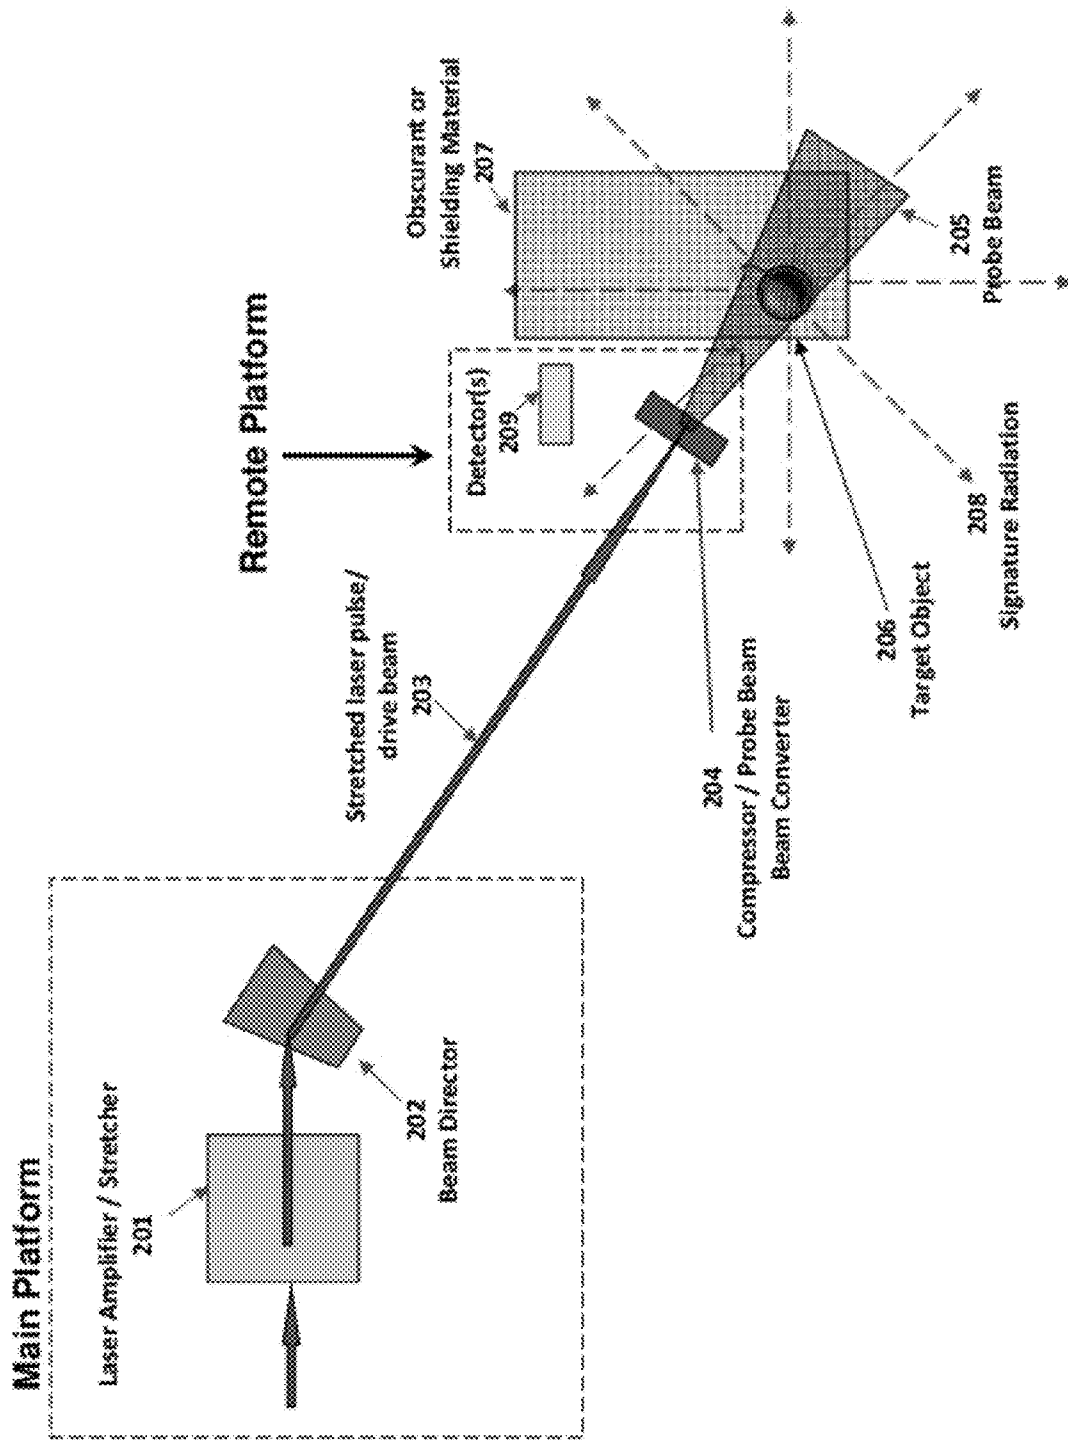 Main Platform
Laser Amplifier / Stretcher
201
202
Beam Director
Stretched laser pulse/
drive beam
203
Remote Platform
Detector(s)
209
204
Compressor / Probe Beam
Beam Converter
Obscurant or
Shielding Material
207
205
Probe Beam
206
Target Object
208
Signature Radiation